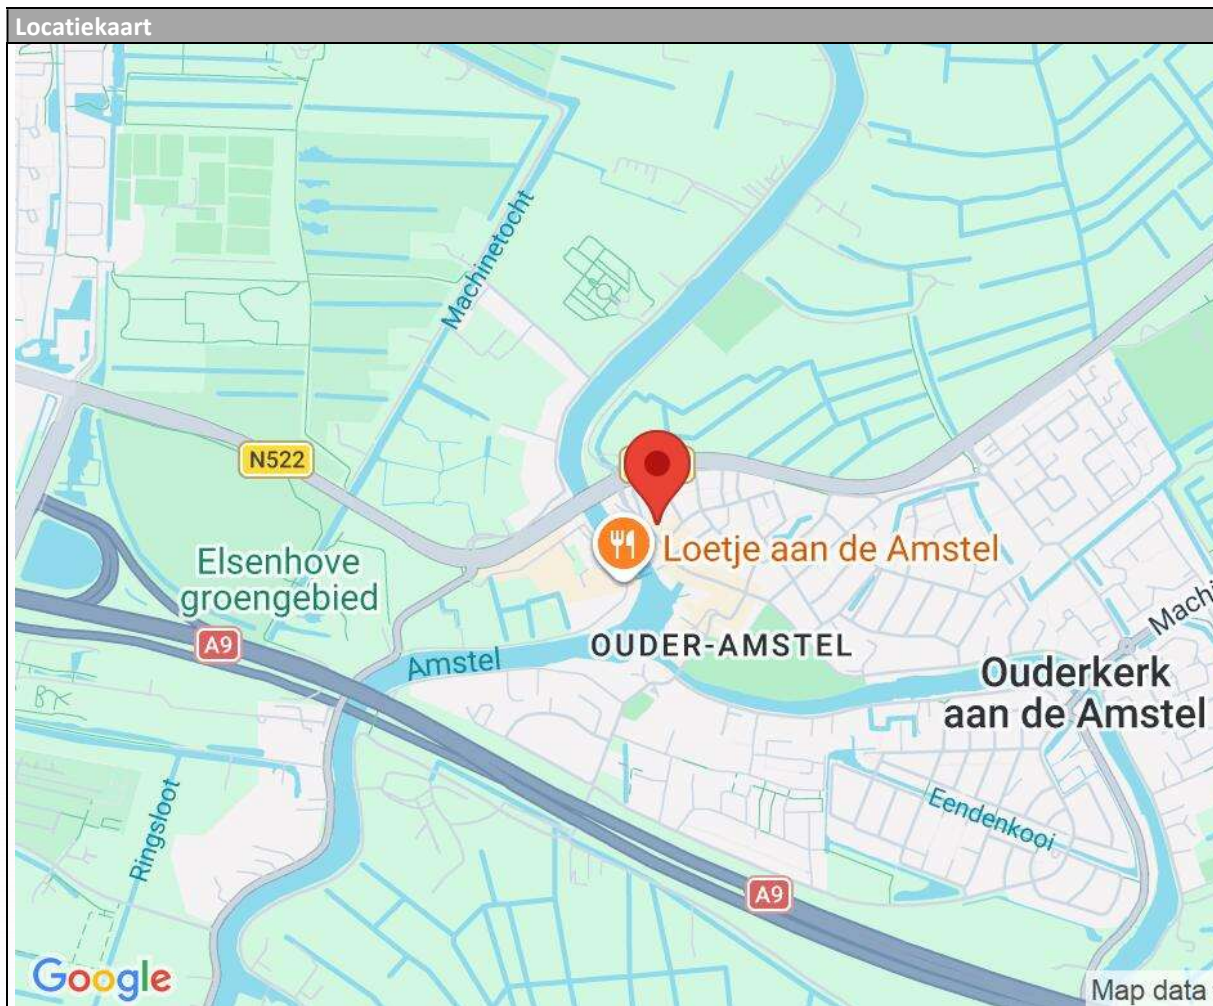 Locatiekaart
Machinetocht
N522
Loetje aan de Amstel
Elsenhove
groengebied
A9
Amstel
OUDER-AMSTEL
Ouderkerk
aan de Amstel
Machi
Ringsloot
Eendenkooi
A9
Google
Map data